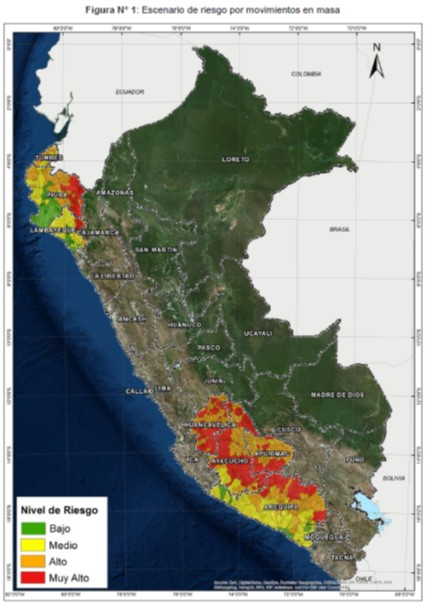 Figura N° 1: Escenario de riesgo por movimientos en masa
N
COLOMBIA
ECUADOR
TUMBES
LORETO
PIURA
AMAZONAS
LAMBAYEQUE
CAJAMARCA
BRASIL
SAN MARTIN
LA LIBERTAD
ANCASH
HUANUCO
UCAYALI
PASCO
JUNIN
CALLAO
LIMA
MADRE DE DIOS
HUANCAVELICA
CUSCO
ICA
AYACUCHO
APURIMAC
PUNO
BOLIVIA
AREQUIPA
MOQUEGUA
TACNA
CHILE
Nivel de Riesgo
Bajo
Medio
Alto
Muy Alto